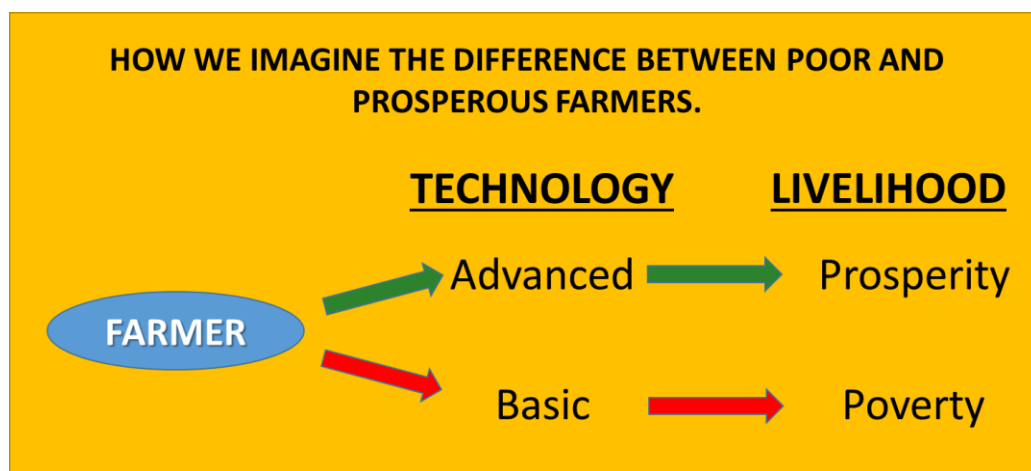 HOW WE IMAGINE THE DIFFERENCE BETWEEN POOR AND
PROSPEROUS FARMERS.
TECHNOLOGY LIVELIHOOD
Advanced Prosperity
FARMER
Basic Poverty